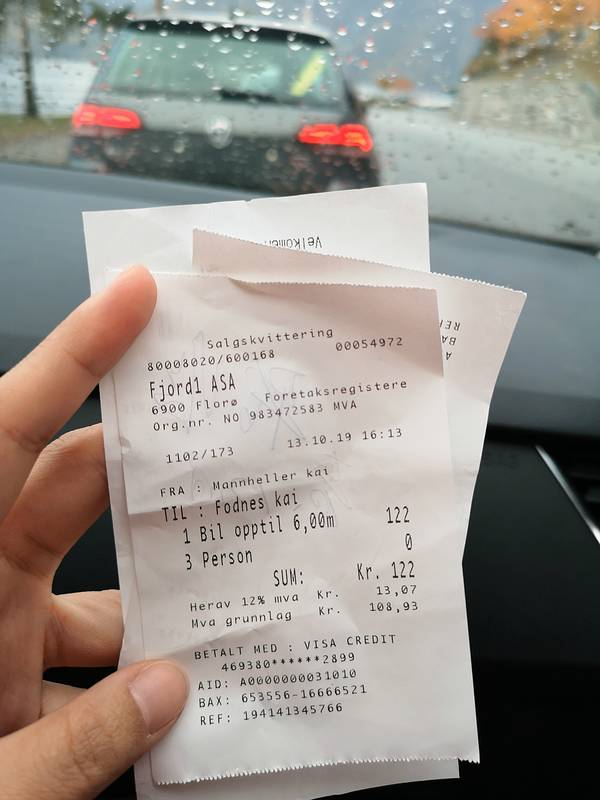 Velkomen
Salgskvittering
80008020/600168 00054972
Fjord1 ASA
6900 Florø Foretaksregistere
Org.nr. NO 983472583 MVA
1102/173 13.10.19 16:13
FRA : Mannheller kai
TIL : Fodnes kai
1 Bil opptil 6,00m 122
3 Person 0
SUM: Kr. 122
Herav 12% mva Kr. 13,07
Mva grunnlag Kr. 108,93
BETALT MED : VISA CREDIT
469380******2899
AID: A0000000031010
BAX: 653556-16666521
REF: 194141345766